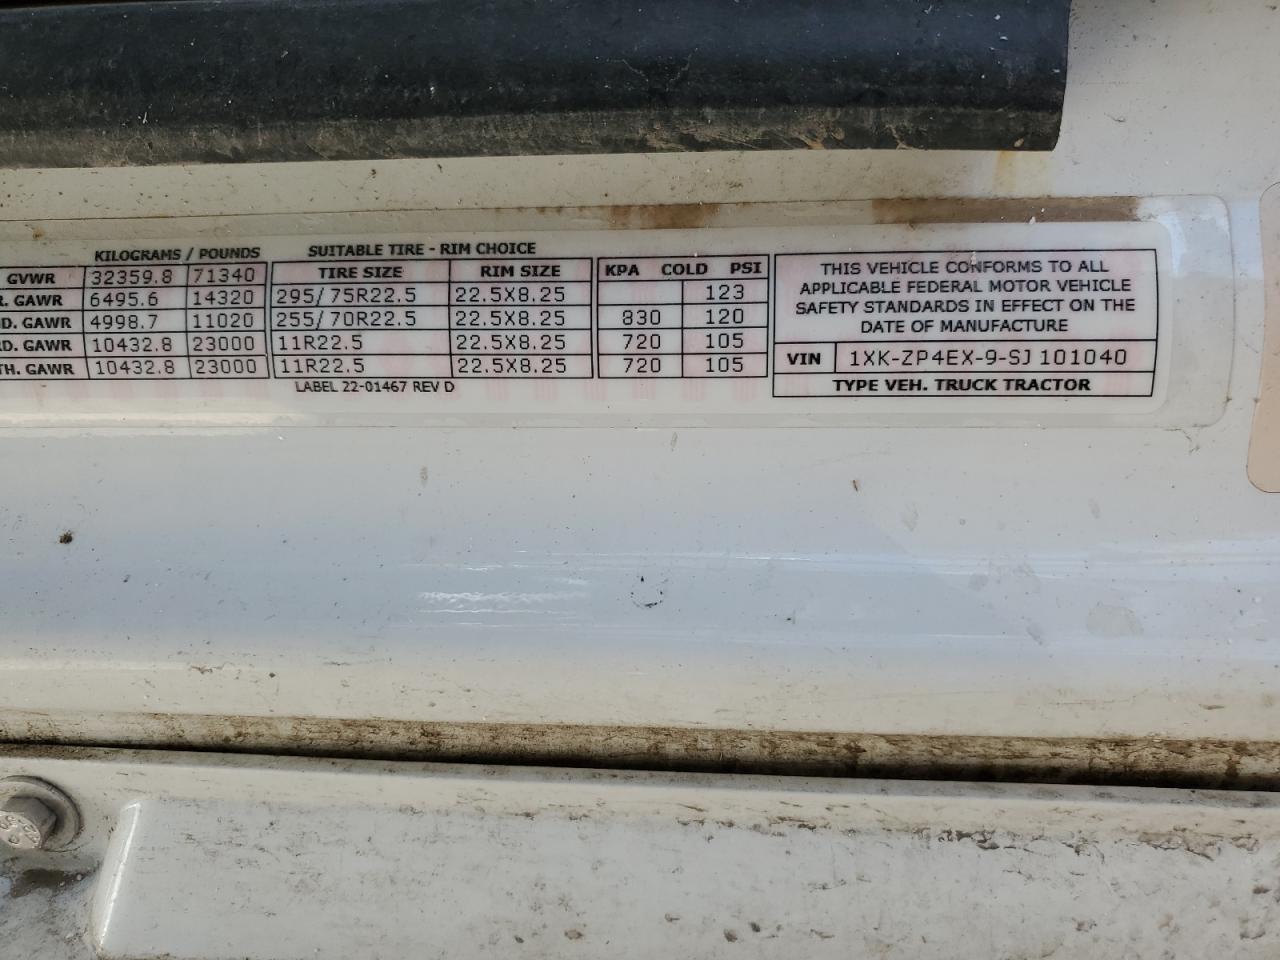 KILOGRAMS / POUNDS SUITABLE TIRE - RIM CHOICE
GVWR 32359.8 71340 TIRE SIZE RIM SIZE KPA COLD PSI
R. GAWR 6495.6 14320 295/75R22.5 22.5X8.25 123
D. GAWR 4998.7 11020 255/70R22.5 22.5X8.25 830 120
RD. GAWR 10432.8 23000 11R22.5 22.5X8.25 720 105
TH. GAWR 10432.8 23000 11R22.5 22.5X8.25 720 105
LABEL 22-01467 REV D
THIS VEHICLE CONFORMS TO ALL
APPLICABLE FEDERAL MOTOR VEHICLE
SAFETY STANDARDS IN EFFECT ON THE
DATE OF MANUFACTURE
VIN 1XK-ZP4EX-9-SJ101040
TYPE VEH. TRUCK TRACTOR